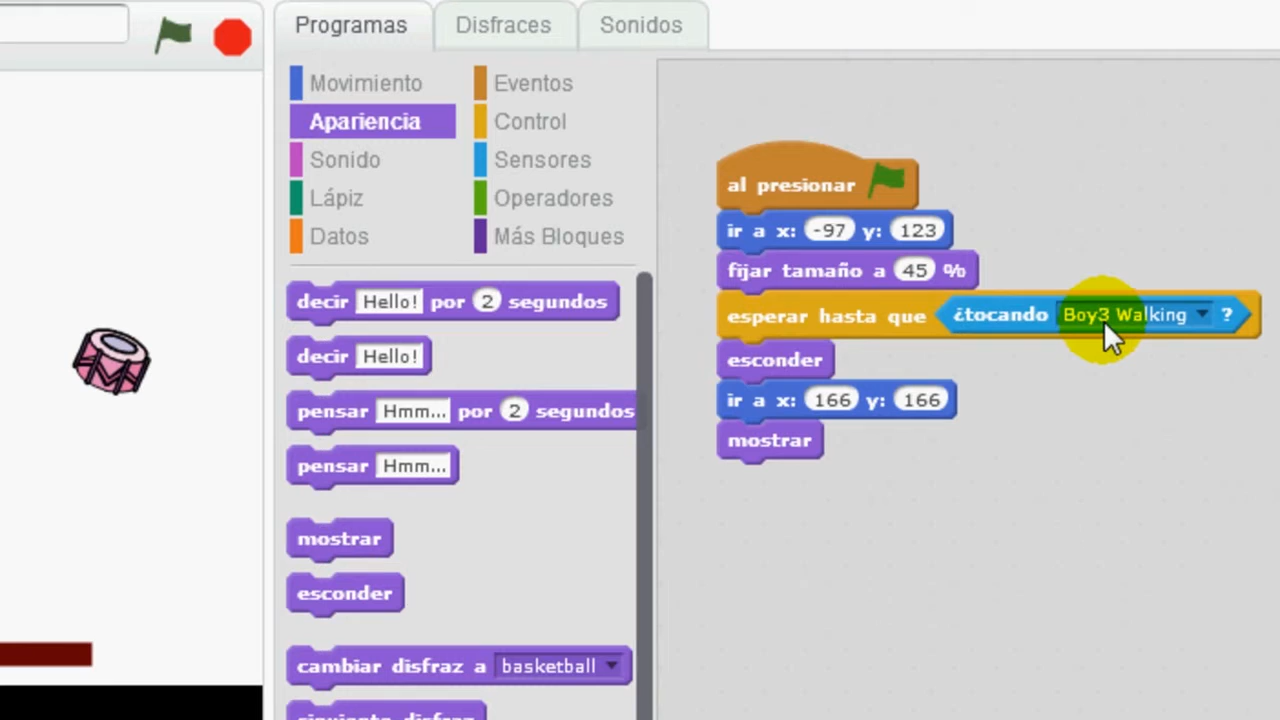 Programas
Disfraces
Sonidos
Movimiento
Eventos
Apariencia
Control
Sonido
Sensores
Lápiz
Operadores
Datos
Más Bloques
decir Hello! por 2 segundos
decir Hello!
pensar Hmm... por 2 segundos
pensar Hmm...
mostrar
esconder
cambiar disfraz a basketball
siguiente disfraz
al presionar
ir a x: -97 y: 123
fijar tamaño a 45 %
esperar hasta que ¿tocando Boy3 Walking ?
esconder
ir a x: 166 y: 166
mostrar